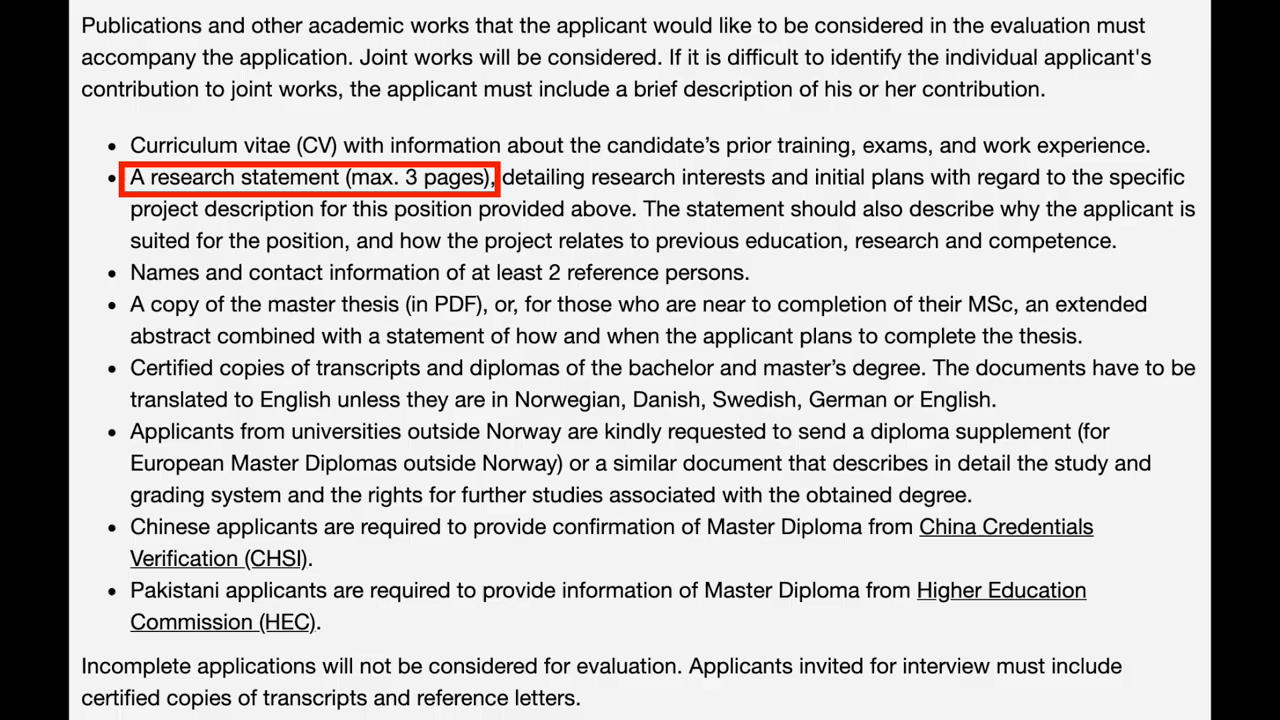 Publications and other academic works that the applicant would like to be considered in the evaluation must
accompany the application. Joint works will be considered. If it is difficult to identify the individual applicant's
contribution to joint works, the applicant must include a brief description of his or her contribution.
• Curriculum vitae (CV) with information about the candidate’s prior training, exams, and work experience.
• A research statement (max. 3 pages), detailing research interests and initial plans with regard to the specific
project description for this position provided above. The statement should also describe why the applicant is
suited for the position, and how the project relates to previous education, research and competence.
• Names and contact information of at least 2 reference persons.
• A copy of the master thesis (in PDF), or, for those who are near to completion of their MSc, an extended
abstract combined with a statement of how and when the applicant plans to complete the thesis.
• Certified copies of transcripts and diplomas of the bachelor and master’s degree. The documents have to be
translated to English unless they are in Norwegian, Danish, Swedish, German or English.
• Applicants from universities outside Norway are kindly requested to send a diploma supplement (for
European Master Diplomas outside Norway) or a similar document that describes in detail the study and
grading system and the rights for further studies associated with the obtained degree.
• Chinese applicants are required to provide confirmation of Master Diploma from China Credentials
Verification (CHSI).
• Pakistani applicants are required to provide information of Master Diploma from Higher Education
Commission (HEC).
Incomplete applications will not be considered for evaluation. Applicants invited for interview must include
certified copies of transcripts and reference letters.